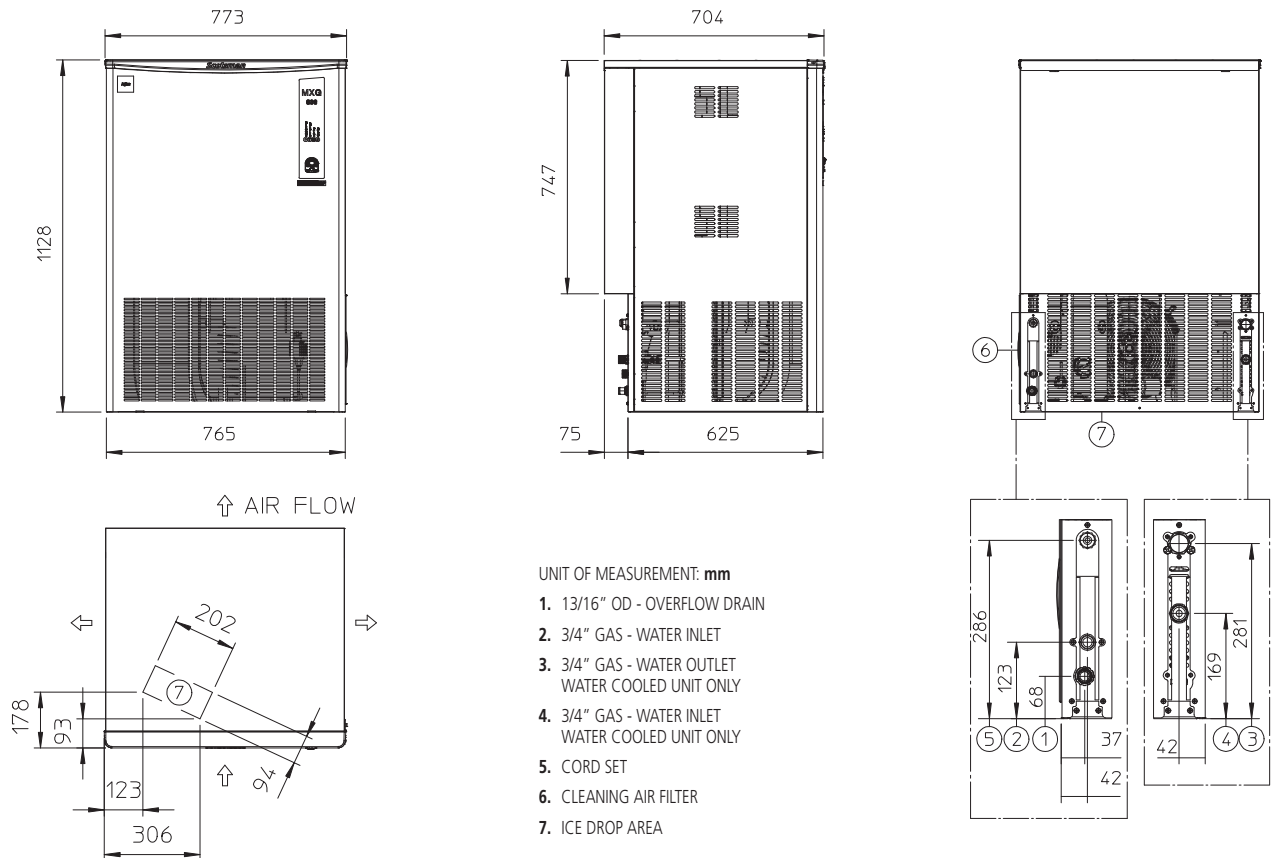 773
704
Scotsman
MXG
1128
747
765
75
625
6
7
AIR FLOW
202
7
178
93
94
123
306
UNIT OF MEASUREMENT: mm
1. 13/16" OD - OVERFLOW DRAIN
2. 3/4" GAS - WATER INLET
3. 3/4" GAS - WATER OUTLET
WATER COOLED UNIT ONLY
4. 3/4" GAS - WATER INLET
WATER COOLED UNIT ONLY
5. CORD SET
6. CLEANING AIR FILTER
7. ICE DROP AREA
286
123
68
5 2 1
37
42
169
281
42
4 3